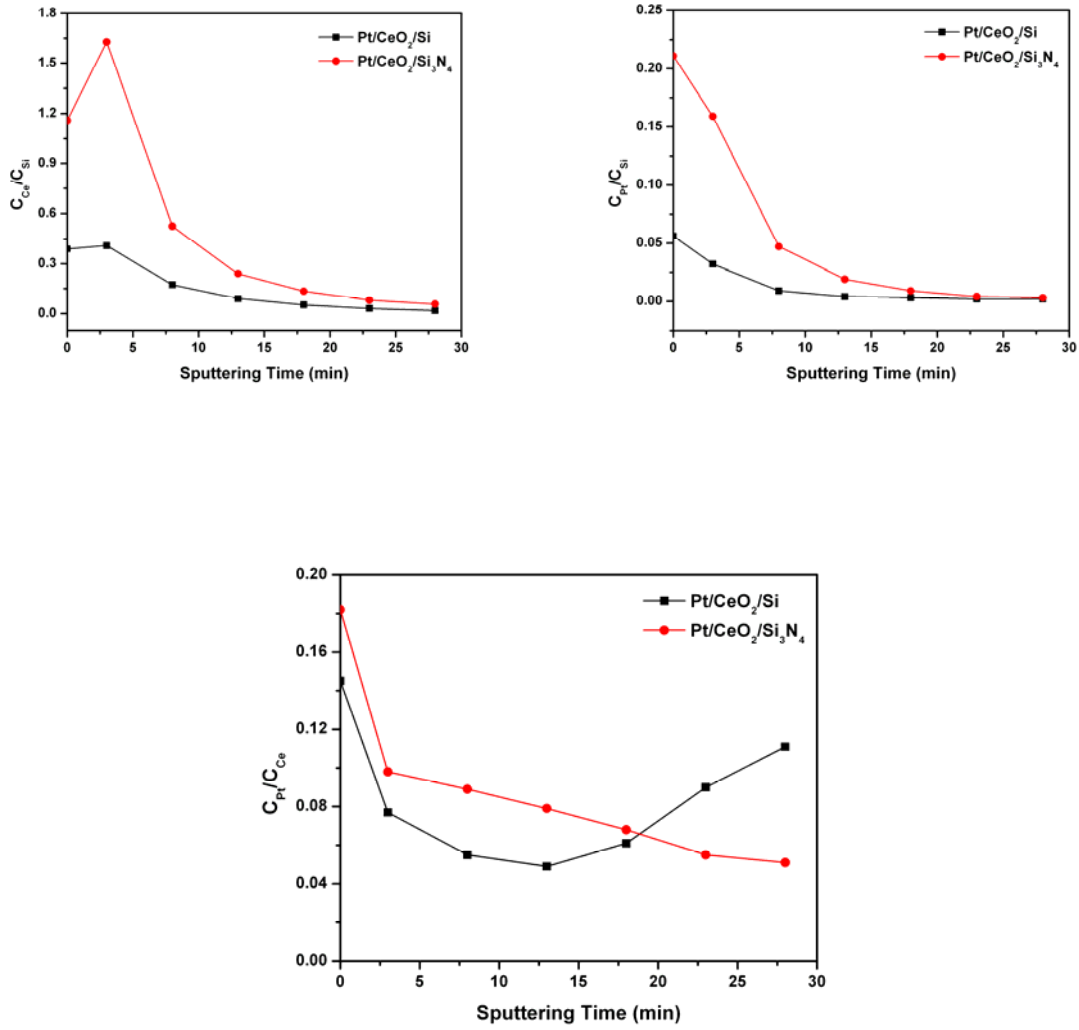 1.8
1.5
1.2
0.9
0.6
0.3
0.0
C_Ce/C_Si
Pt/CeO₂/Si
Pt/CeO₂/Si₃N₄
0 5 10 15 20 25 30
Sputtering Time (min)
0.25
0.20
0.15
0.10
0.05
0.00
C_Pt/C_Si
Pt/CeO₂/Si
Pt/CeO₂/Si₃N₄
0 5 10 15 20 25 30
Sputtering Time (min)
0.20
0.16
0.12
0.08
0.04
0.00
C_Pt/C_Ce
Pt/CeO₂/Si
Pt/CeO₂/Si₃N₄
0 5 10 15 20 25 30
Sputtering Time (min)